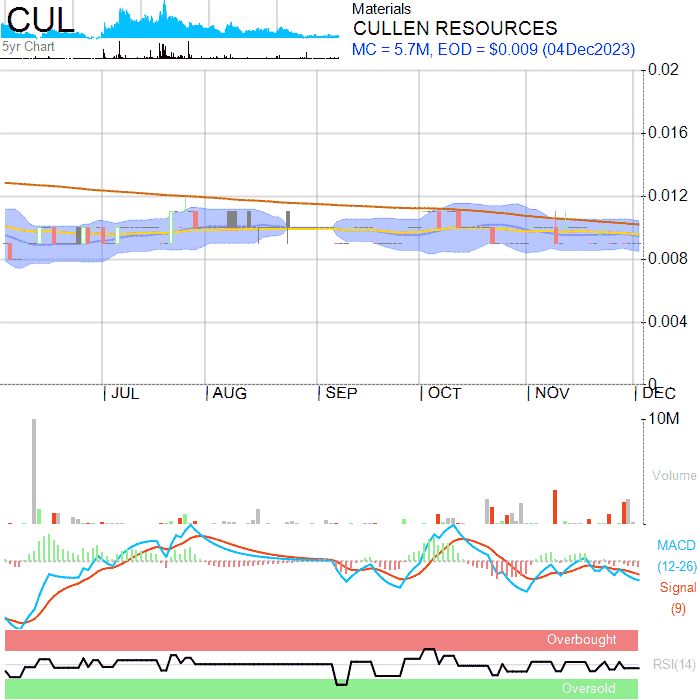 CUL
5yr Chart
Materials
CULLEN RESOURCES
MC = 5.7M, EOD = $0.009 (04Dec2023)
0.02
0.016
0.012
0.008
0.004
0
JUL AUG SEP OCT NOV DEC
10M
Volume
MACD
(12-26)
Signal
(9)
Overbought
RSI(14)
Oversold